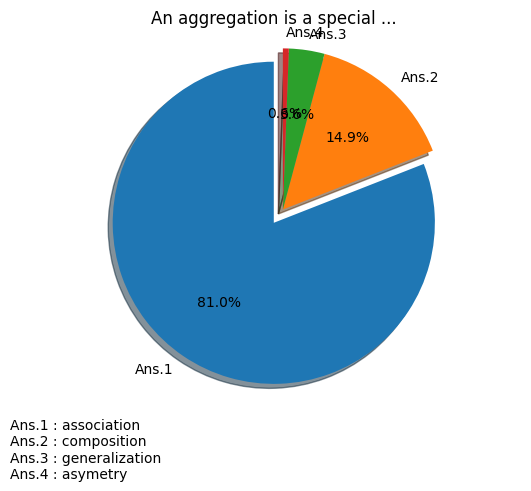 An aggregation is a special ...
Ans.4
Ans.3
Ans.2
14.9%
81.0%
Ans.1
Ans.1 : association
Ans.2 : composition
Ans.3 : generalization
Ans.4 : asymetry